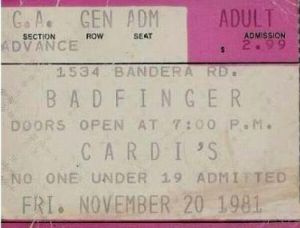 G.A. GEN ADM ADULT
SECTION ROW SEAT ADMISSION
ADVANCE 2.99
1534 BANDERA RD.
BADFINGER
DOORS OPEN AT 7:00 P.M.
CARDI'S
NO ONE UNDER 19 ADMITTED
FRI. NOVEMBER 20 1981